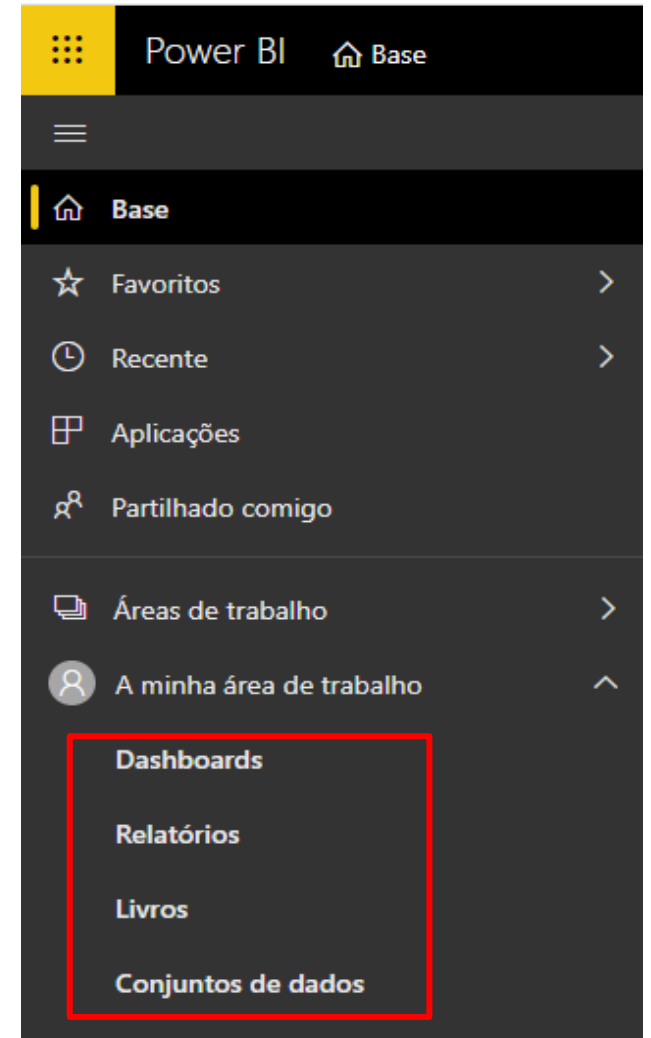 Power BI Base
Base
Favoritos
Recente
Aplicações
Partilhado comigo
Áreas de trabalho
A minha área de trabalho
Dashboards
Relatórios
Livros
Conjuntos de dados